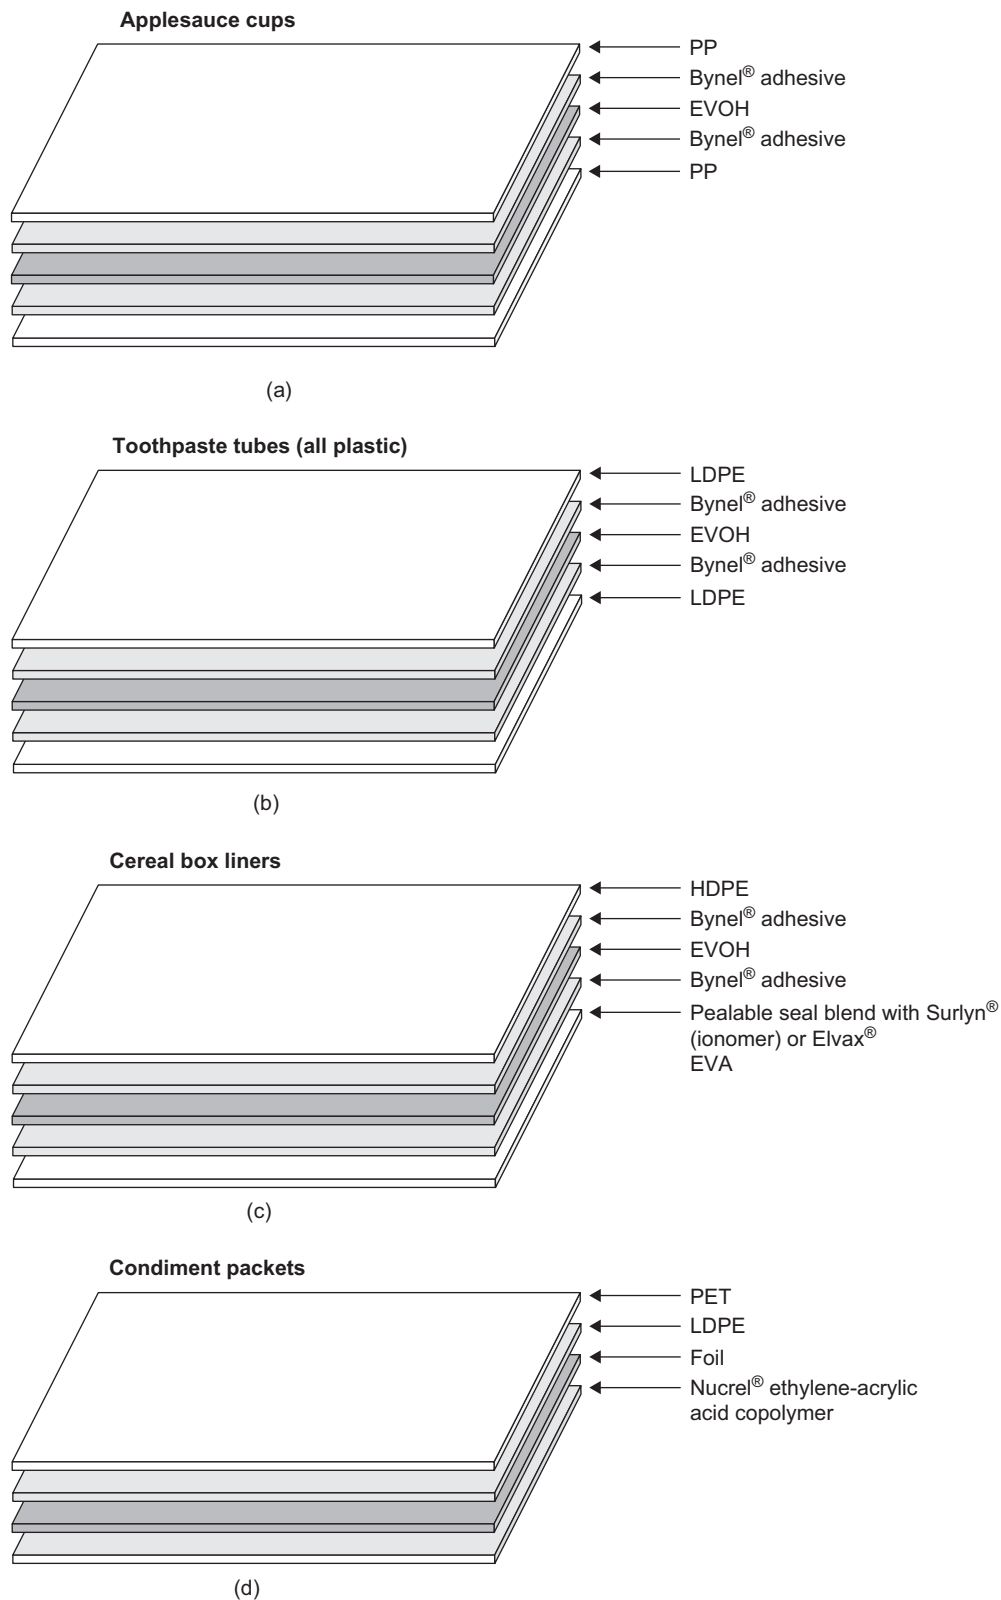 Applesauce cups
PP
Bynel® adhesive
EVOH
Bynel® adhesive
PP
(a)
Toothpaste tubes (all plastic)
LDPE
Bynel® adhesive
EVOH
Bynel® adhesive
LDPE
(b)
Cereal box liners
HDPE
Bynel® adhesive
EVOH
Bynel® adhesive
Pealable seal blend with Surlyn®
(ionomer) or Elvax®
EVA
(c)
Condiment packets
PET
LDPE
Foil
Nucrel® ethylene-acrylic
acid copolymer
(d)